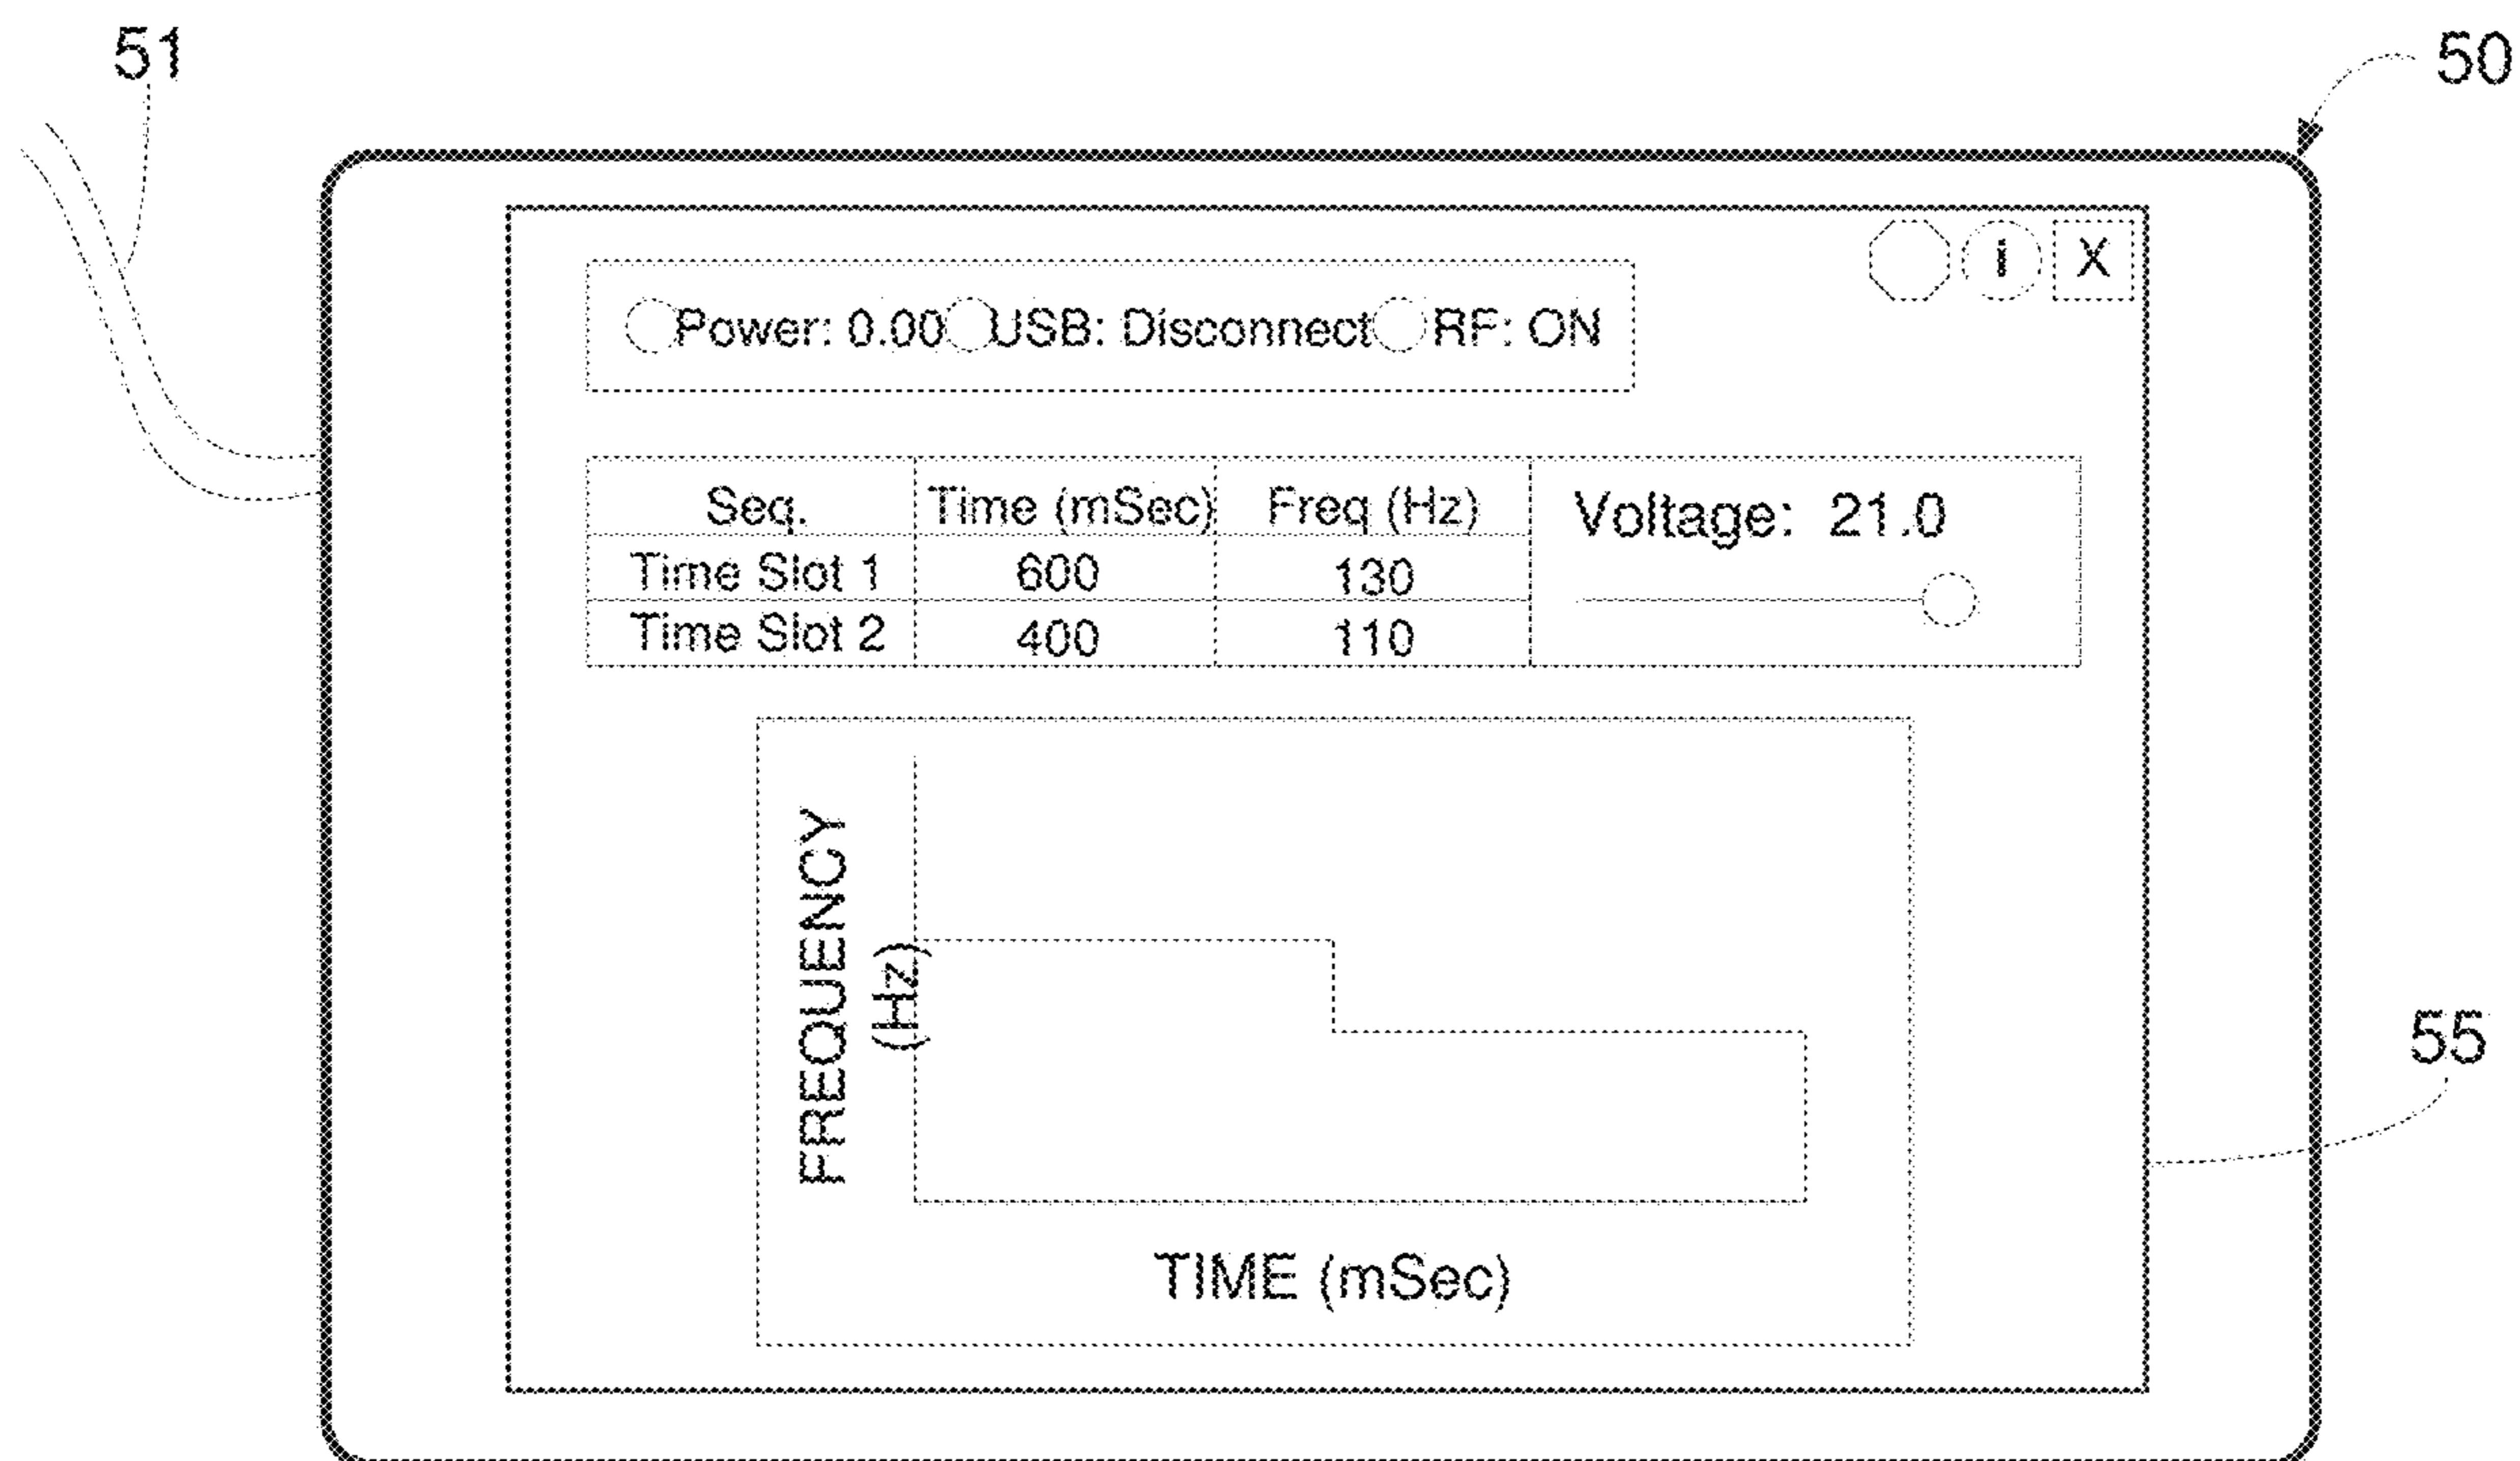 51
50
I X
Power: 0.00 USB: Disconnect RF: ON
Seq. Time (mSec) Freq (Hz) Voltage: 21.0
Time Slot 1 600 130
Time Slot 2 400 110
FREQUENCY
(Hz)
55
TIME (mSec)